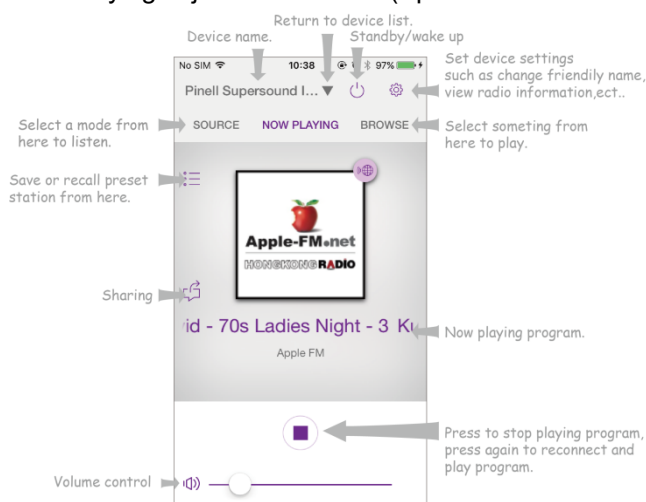 Return to device list.
Device name.
Standby/wake up
No SIM
10:38
97%
Pinell Supersound I...
Set device settings
such as change friendly name,
view radio information,ect..
Select a mode from
here to listen.
SOURCE
NOW PLAYING
BROWSE
Select someting from
here to play.
Save or recall preset
station from here.
Apple-FM.net
HONGKONG RADIO
Sharing
id - 70s Ladies Night - 3 Ku
Now playing program.
Apple FM
Press to stop playing program,
press again to reconnect and
play program.
Volume control